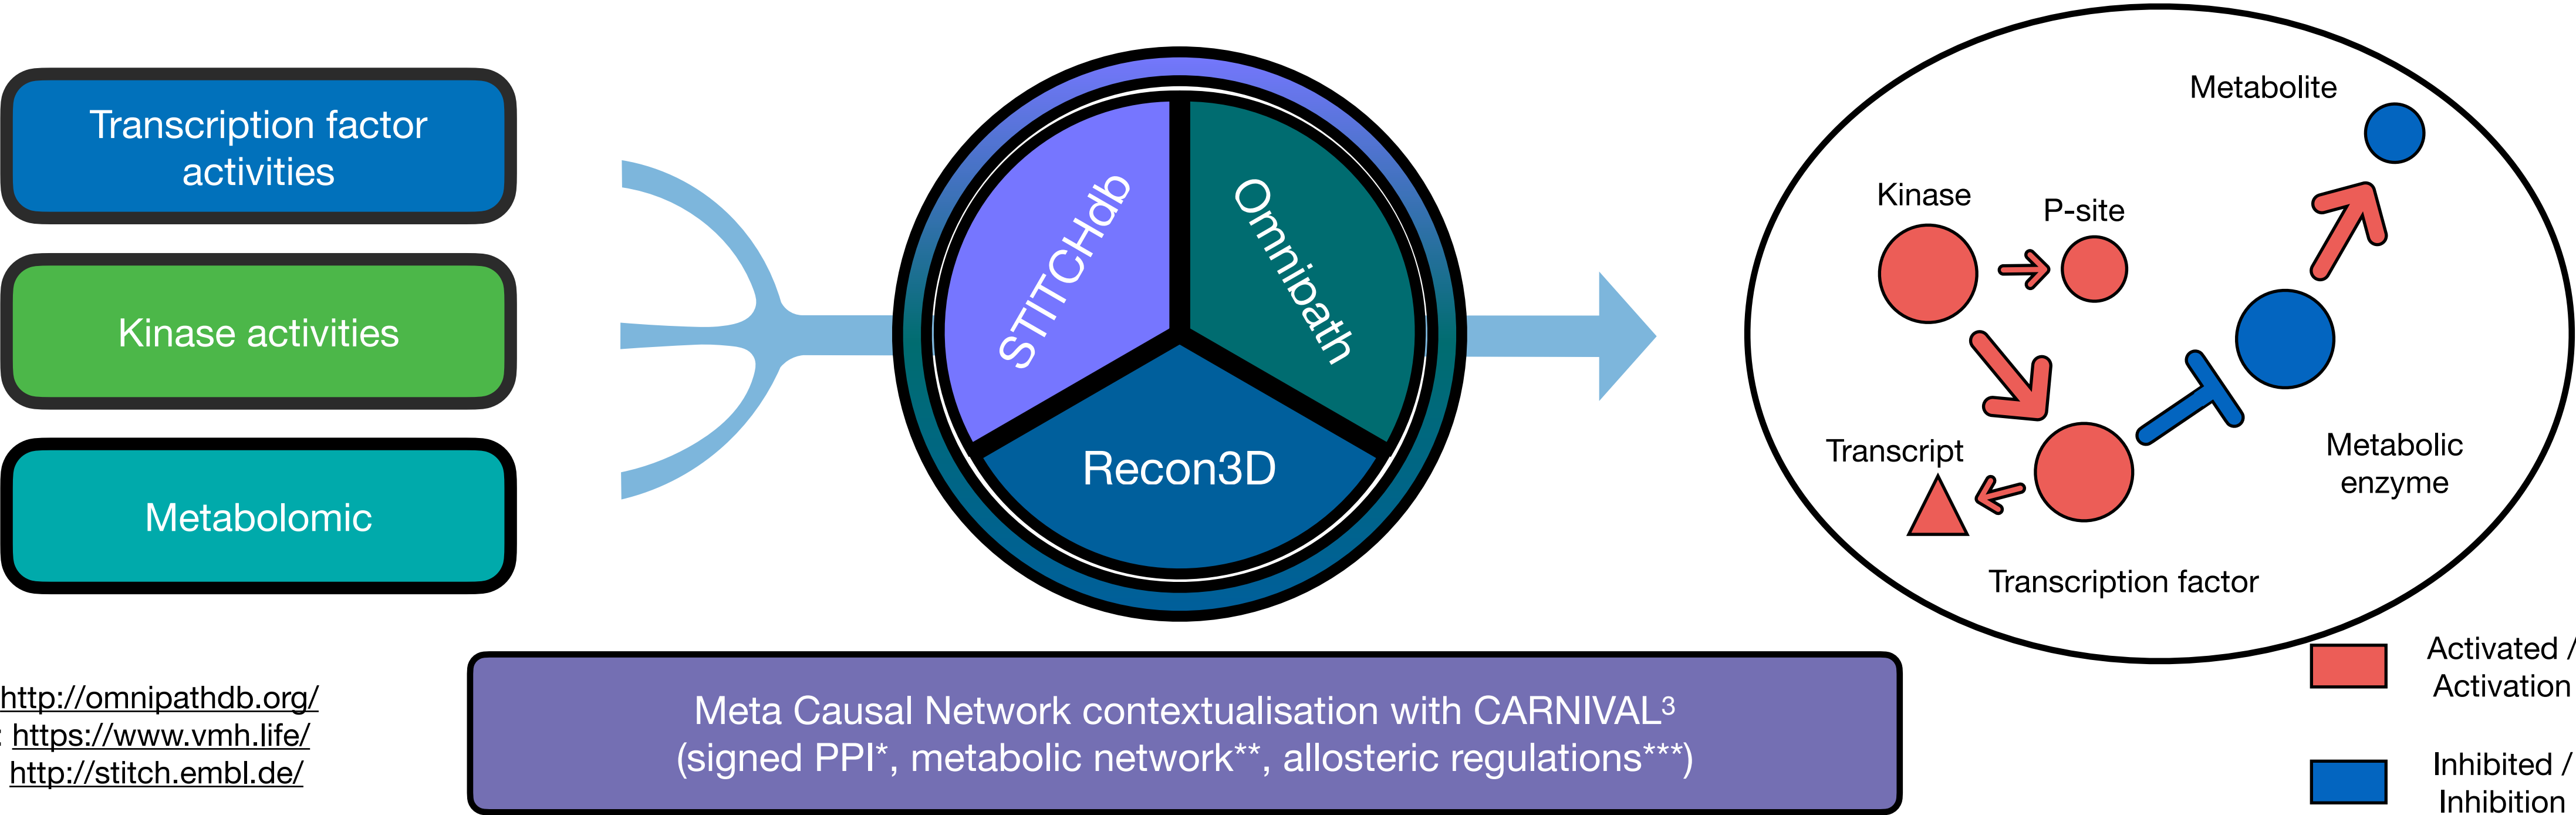 Transcription factor
activities
Kinase activities
Metabolomic
STITCHdb
Omnipath
Recon3D
Metabolite
Kinase
P-site
Transcript
Metabolic
enzyme
Transcription factor
Activated /
Activation
Inhibited /
Inhibition
http://omnipathdb.org/
: https://www.vmh.life/
http://stitch.embl.de/
Meta Causal Network contextualisation with CARNIVAL³
(signed PPI*, metabolic network**, allosteric regulations***)